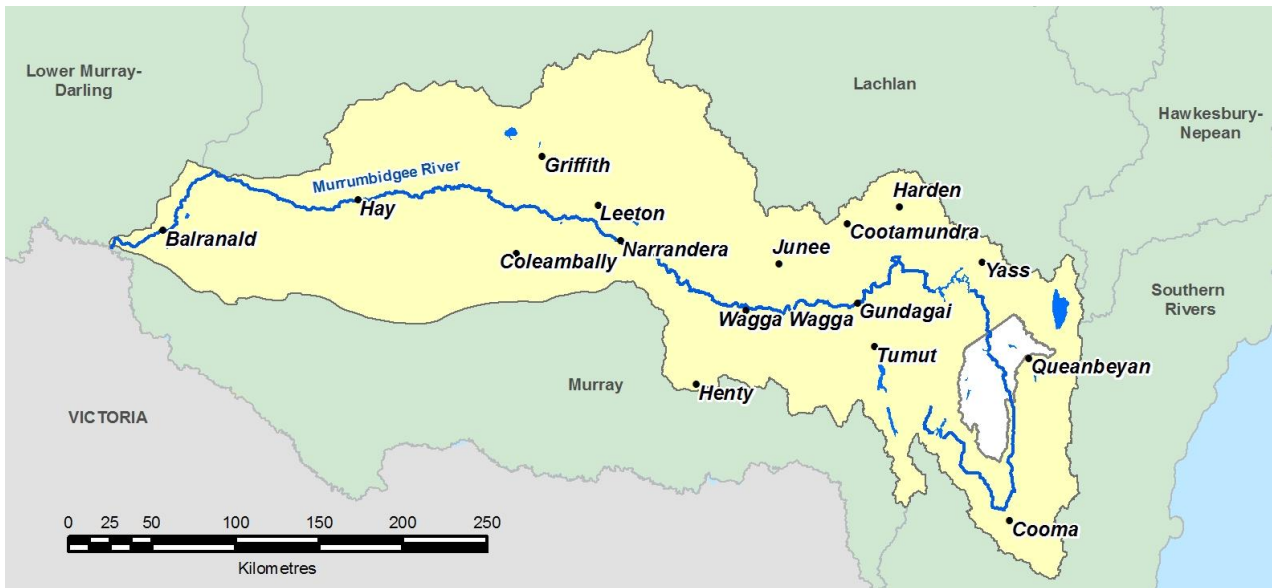 Lower Murray-
Darling
Lachlan
Hawkesbury-
Nepean
Murrumbidgee River
Griffith
Hay
Leeton
Harden
Balranald
Coleambally
Narrandera
Junee
Cootamundra
Yass
Southern
Rivers
Wagga Wagga
Gundagai
Tumut
Queanbeyan
Murray
Henty
VICTORIA
0 25 50 100 150 200 250
Kilometres
Cooma